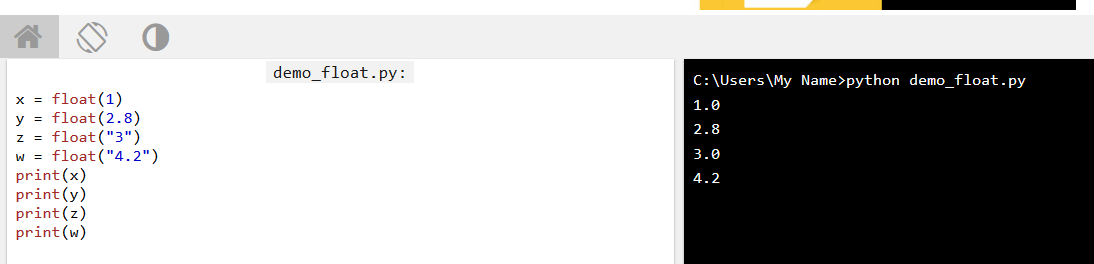 demo_float.py:
x = float(1)
y = float(2.8)
z = float("3")
w = float("4.2")
print(x)
print(y)
print(z)
print(w)
C:\Users\My Name>python demo_float.py
1.0
2.8
3.0
4.2